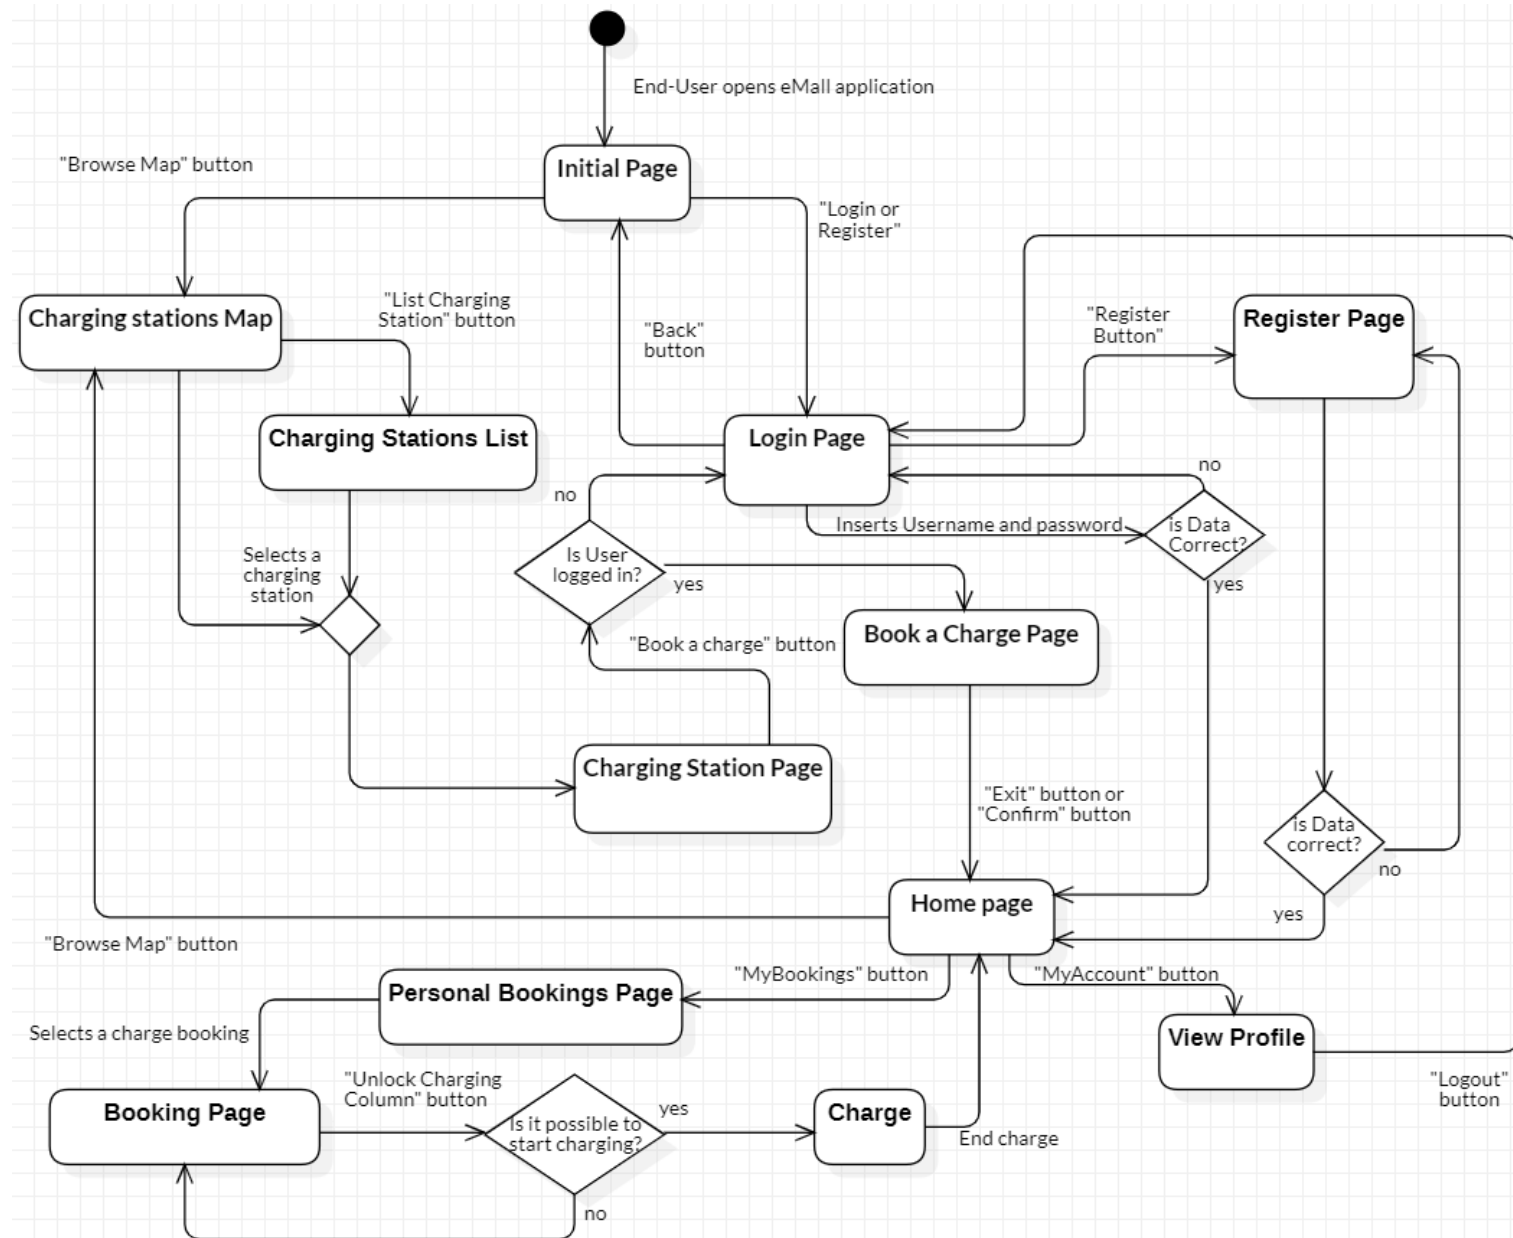 End-User opens eMall application
"Browse Map" button
Initial Page
"Login or
Register"
Charging stations Map
"List Charging
Station" button
"Back"
button
"Register
Button"
Register Page
Charging Stations List
Login Page
no
no
Inserts Username and password
is Data
Correct?
Selects a
charging
station
Is User
logged in?
yes
yes
"Book a charge" button
Book a Charge Page
Charging Station Page
"Exit" button or
"Confirm" button
is Data
correct?
no
Home page
yes
"Browse Map" button
"MyBookings" button
"MyAccount" button
Personal Bookings Page
Selects a charge booking
View Profile
"Unlock Charging
Column" button
"Logout"
button
Booking Page
Is it possible to
start charging?
yes
Charge
End charge
no